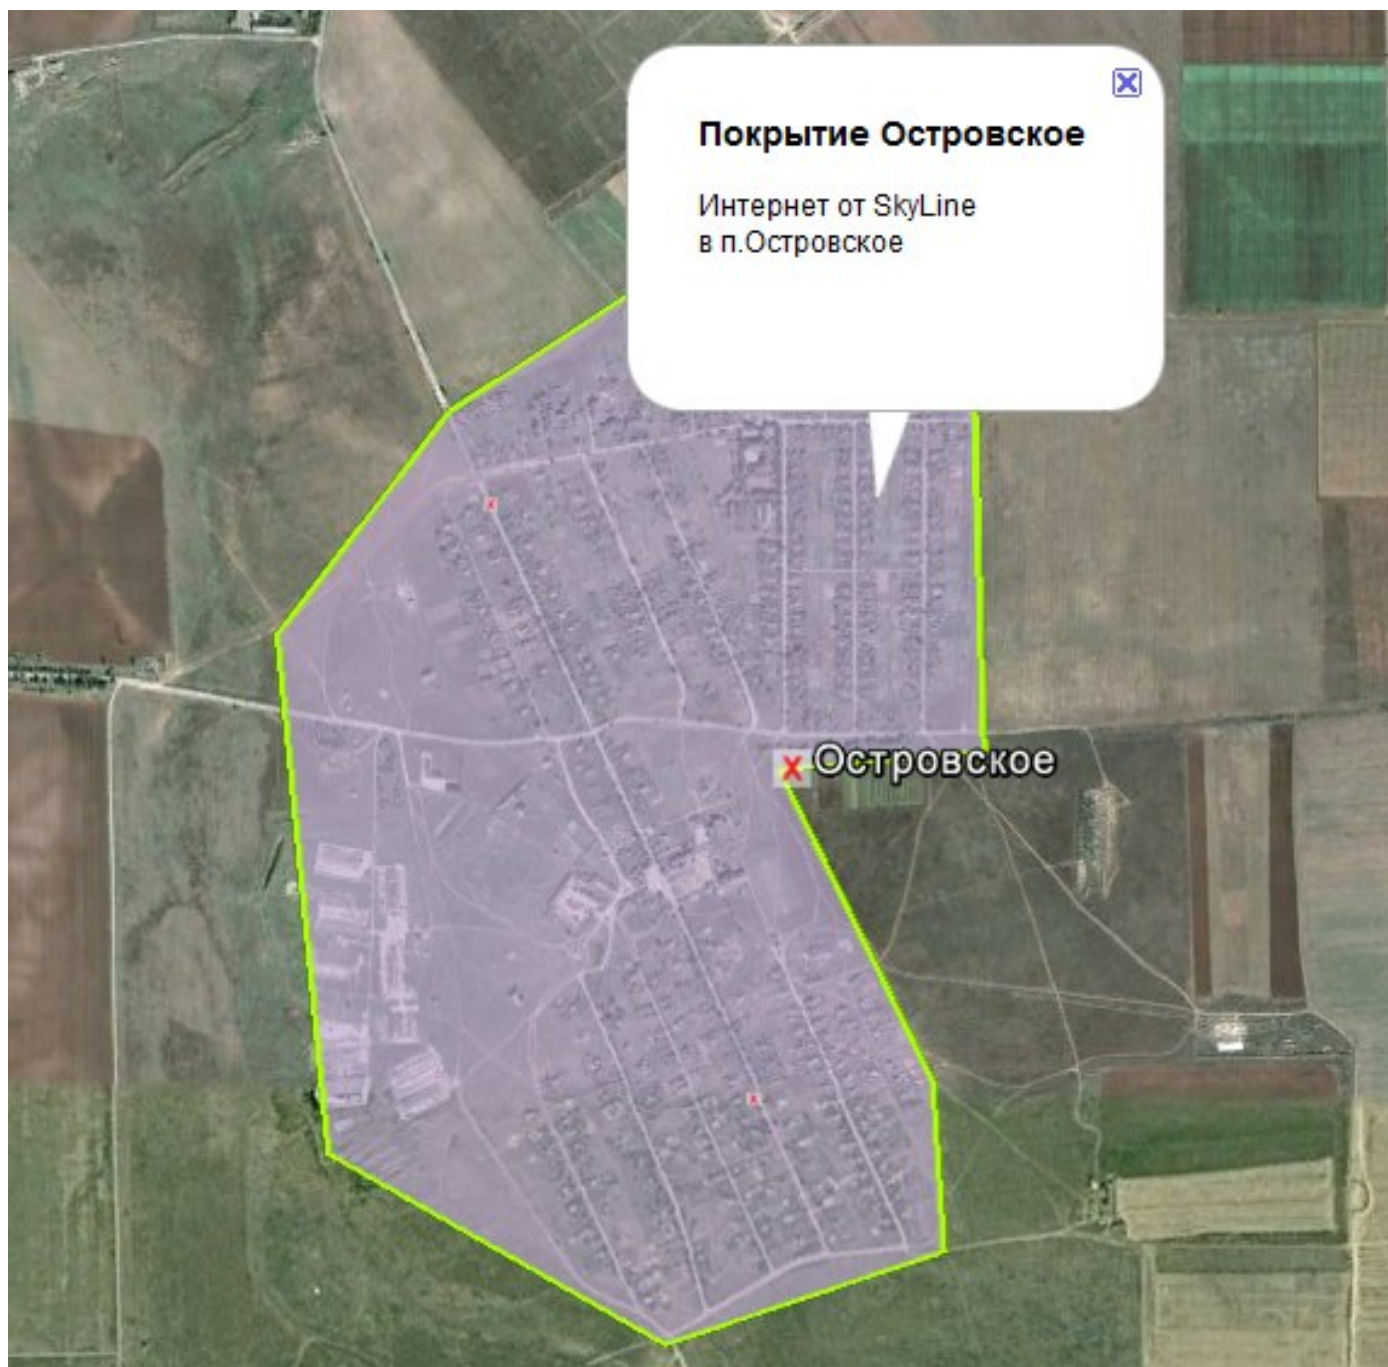 Покрытие Островское
Интернет от SkyLine
в п.Островское
Островское